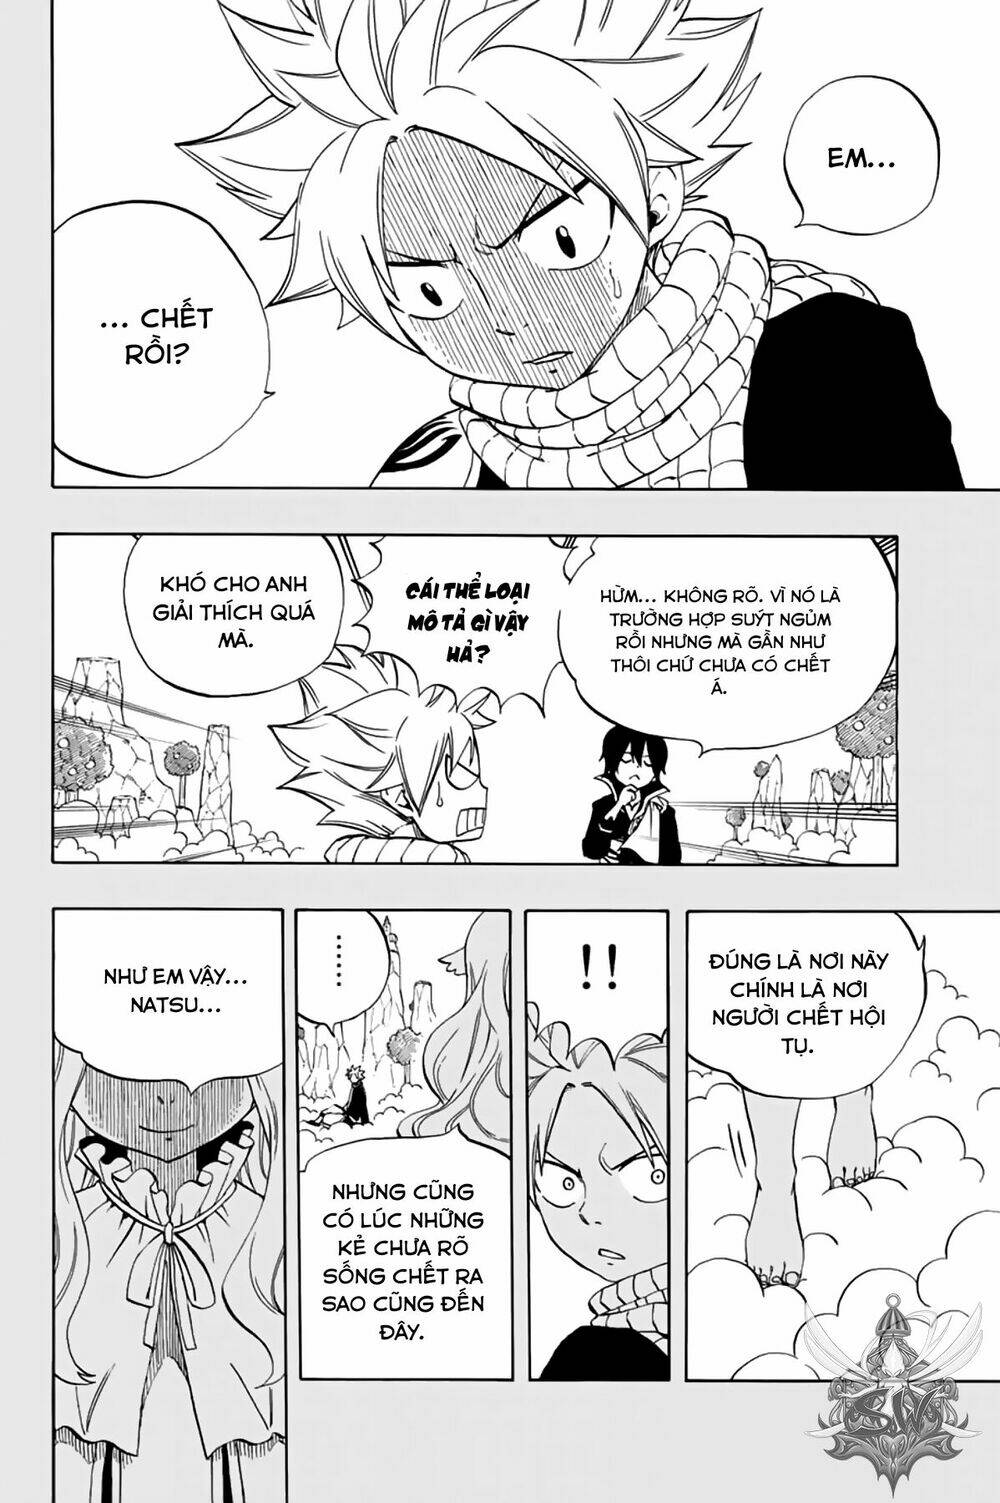 EM...
... CHẾT
RỒI?
HỪM... KHÔNG RÕ. VÌ NÓ LÀ
TRƯỜNG HỢP SUÝT NGỦM
RỒI NHƯNG MÀ GẦN NHƯ
THÔI CHỨ CHƯA CÓ CHẾT
Á.
CÁI THỂ LOẠI
MÔ TẢ GÌ VẬY
HẢ?
KHÓ CHO ANH
GIẢI THÍCH QUÁ
MÀ.
ĐÚNG LÀ NƠI NÀY
CHÍNH LÀ NƠI
NGƯỜI CHẾT HỘI
TỤ.
!!
........
NHƯNG CŨNG
CÓ LÚC NHỮNG
KẺ CHƯA RÕ
SỐNG CHẾT RA
SAO CŨNG ĐẾN
ĐÂY.
NHƯ EM VẬY...
NATSU...
S.W